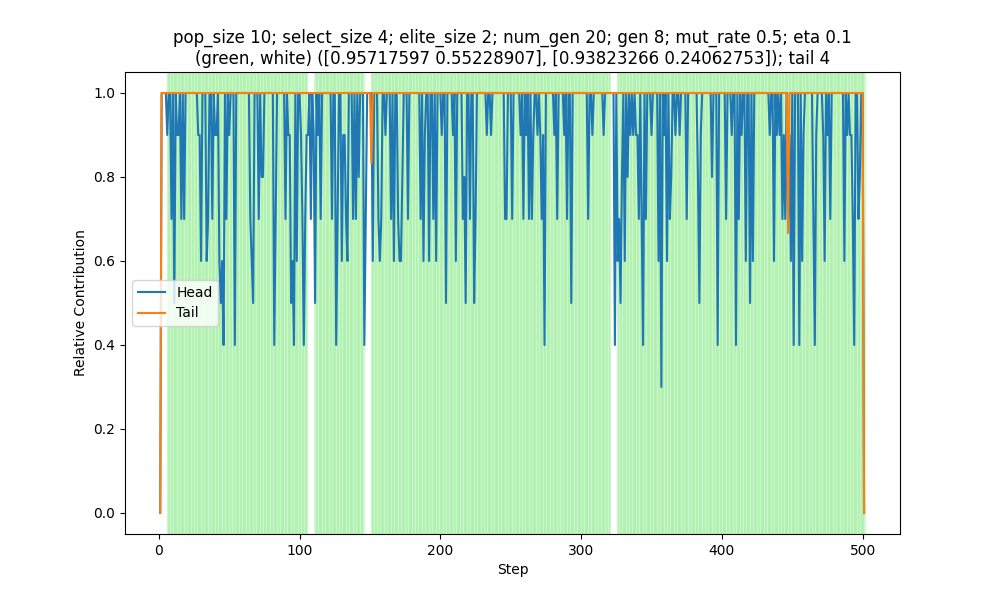 pop_size 10; select_size 4; elite_size 2; num_gen 20; gen 8; mut_rate 0.5; eta 0.1
(green, white) ([0.95717597 0.55228907], [0.93823266 0.24062753]); tail 4
1.0
0.8
0.6
0.4
0.2
0.0
Relative Contribution
Head
Tail
0
100
200
300
400
500
Step